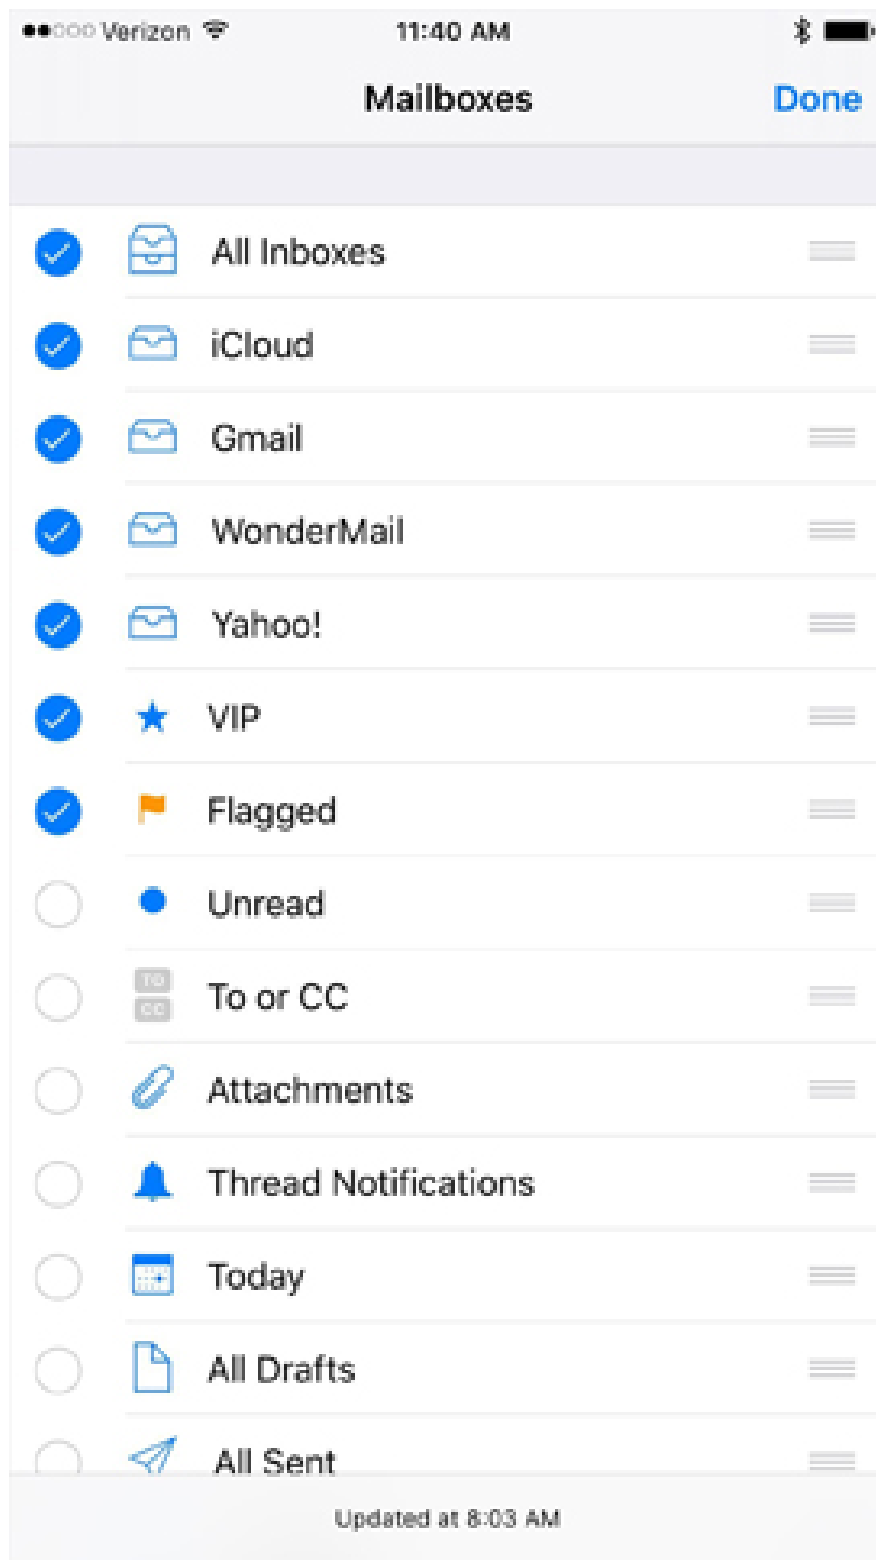 Verizon 11:40 AM
Mailboxes Done
All Inboxes
iCloud
Gmail
WonderMail
Yahoo!
VIP
Flagged
Unread
TO
CC
To or CC
Attachments
Thread Notifications
Today
All Drafts
All Sent
Updated at 8:03 AM